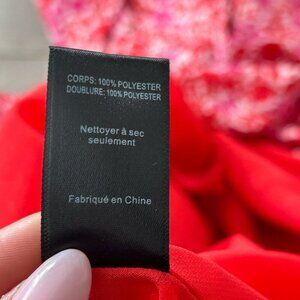 CORPS: 100% POLYESTER
DOUBLURE: 100% POLYESTER
Nettoyer à sec
seulement
Fabriqué en Chine